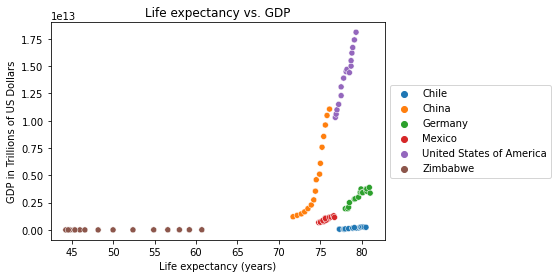 Life expectancy vs. GDP
1e13
GDP in Trillions of US Dollars
1.75
1.50
1.25
1.00
0.75
0.50
0.25
0.00
45 50 55 60 65 70 75 80
Life expectancy (years)
Chile
China
Germany
Mexico
United States of America
Zimbabwe